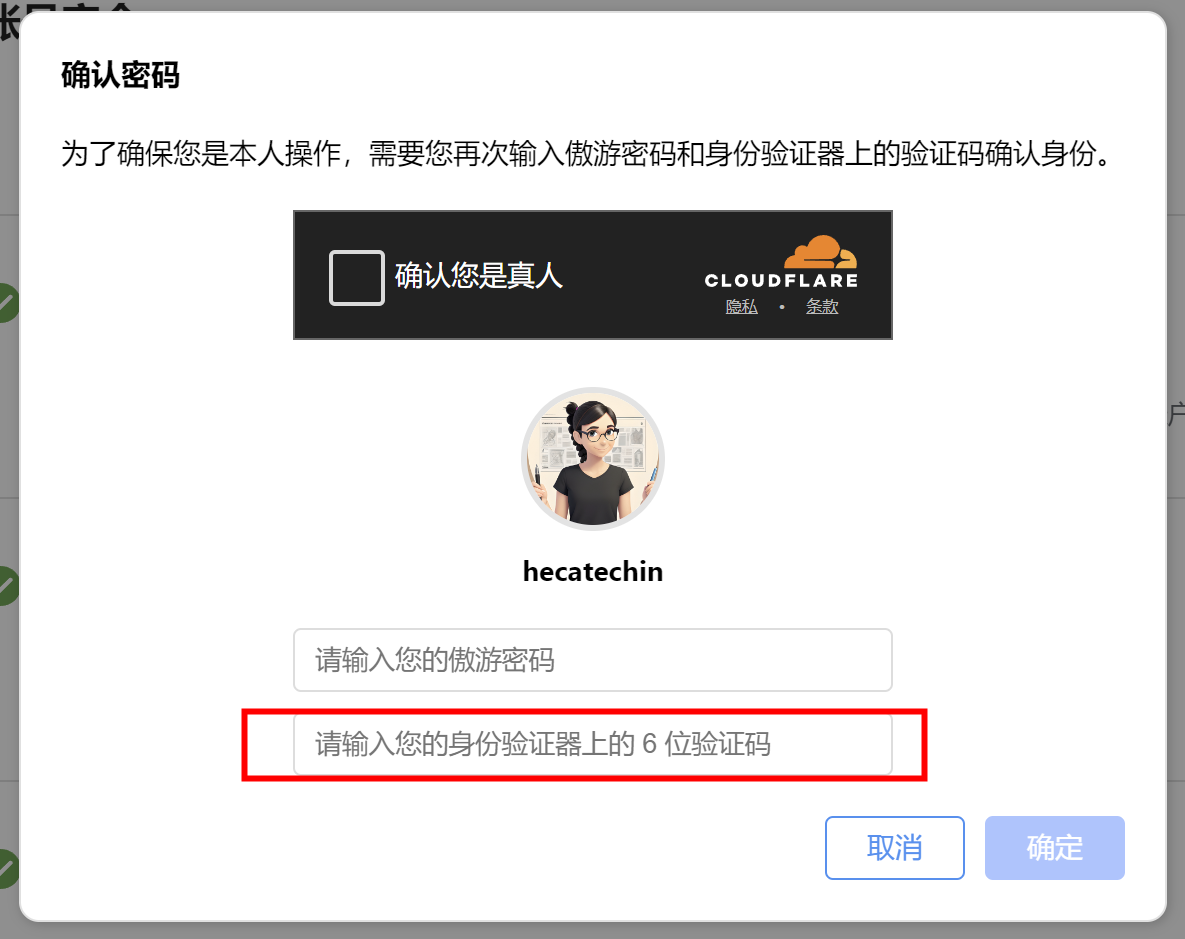 确认密码
为了确保您是本人操作，需要您再次输入傲游密码和身份验证器上的验证码确认身份。
确认您是真人
CLOUDFLARE
隐私 • 条款
户
hecatechin
请输入您的傲游密码
请输入您的身份验证器上的 6 位验证码
取消
确定